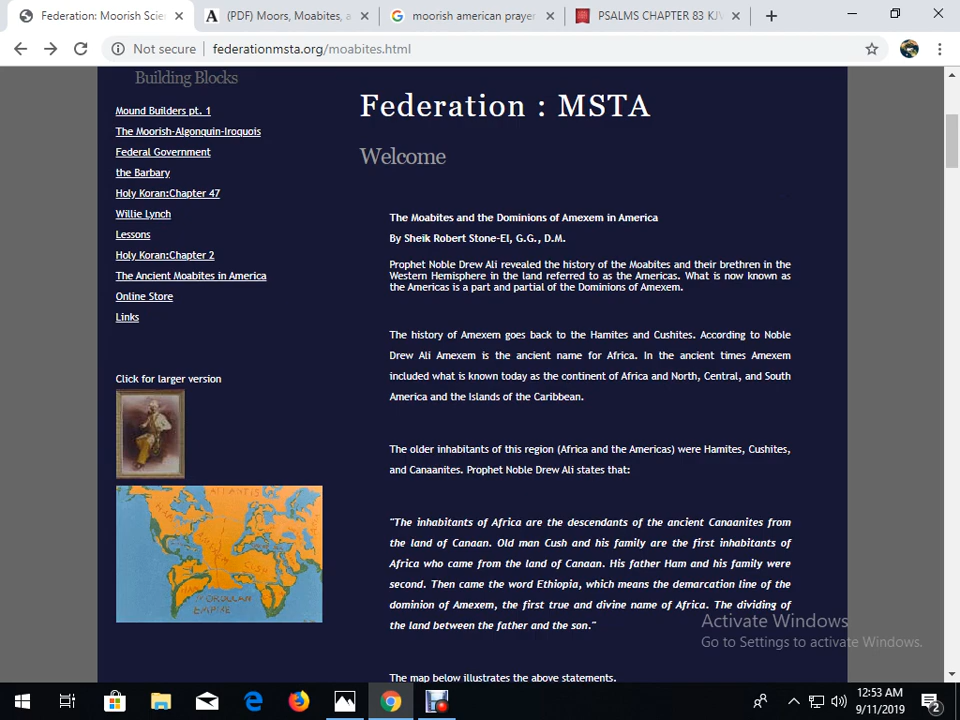 Federation: Moorish Scie
(PDF) Moors, Moabites, a
moorish american prayer
PSALMS CHAPTER 83 KJV
Not secure
federationmsta.org/moabites.html
Building Blocks
Mound Builders pt. 1
The Moorish-Algonquin-Iroquois
Federal Government
the Barbary
Holy Koran:Chapter 47
Willie Lynch
Lessons
Holy Koran:Chapter 2
The Ancient Moabites in America
Online Store
Links
Click for larger version
ATLANTIS
CUSH
EMPIRE
Federation : MSTA
Welcome
The Moabites and the Dominions of Amexem in America
By Sheik Robert Stone-El, G.G., D.M.
Prophet Noble Drew Ali revealed the history of the Moabites and their brethren in the
Western Hemisphere in the land referred to as the Americas. What is now known as
the Americas is a part and partial of the Dominions of Amexem.
The history of Amexem goes back to the Hamites and Cushites. According to Noble
Drew Ali Amexem is the ancient name for Africa. In the ancient times Amexem
included what is known today as the continent of Africa and North, Central, and South
America and the Islands of the Caribbean.
The older inhabitants of this region (Africa and the Americas) were Hamites, Cushites,
and Canaanites. Prophet Noble Drew Ali states that:
"The inhabitants of Africa are the descendants of the ancient Canaanites from
the land of Canaan. Old man Cush and his family are the first inhabitants of
Africa who came from the land of Canaan. His father Ham and his family were
second. Then came the word Ethiopia, which means the demarcation line of the
dominion of Amexem, the first true and divine name of Africa. The dividing of
the land between the father and the son."
The map below illustrates the above statements.
Activate Windows
Go to Settings to activate Windows.
12:53 AM
9/11/2019
2